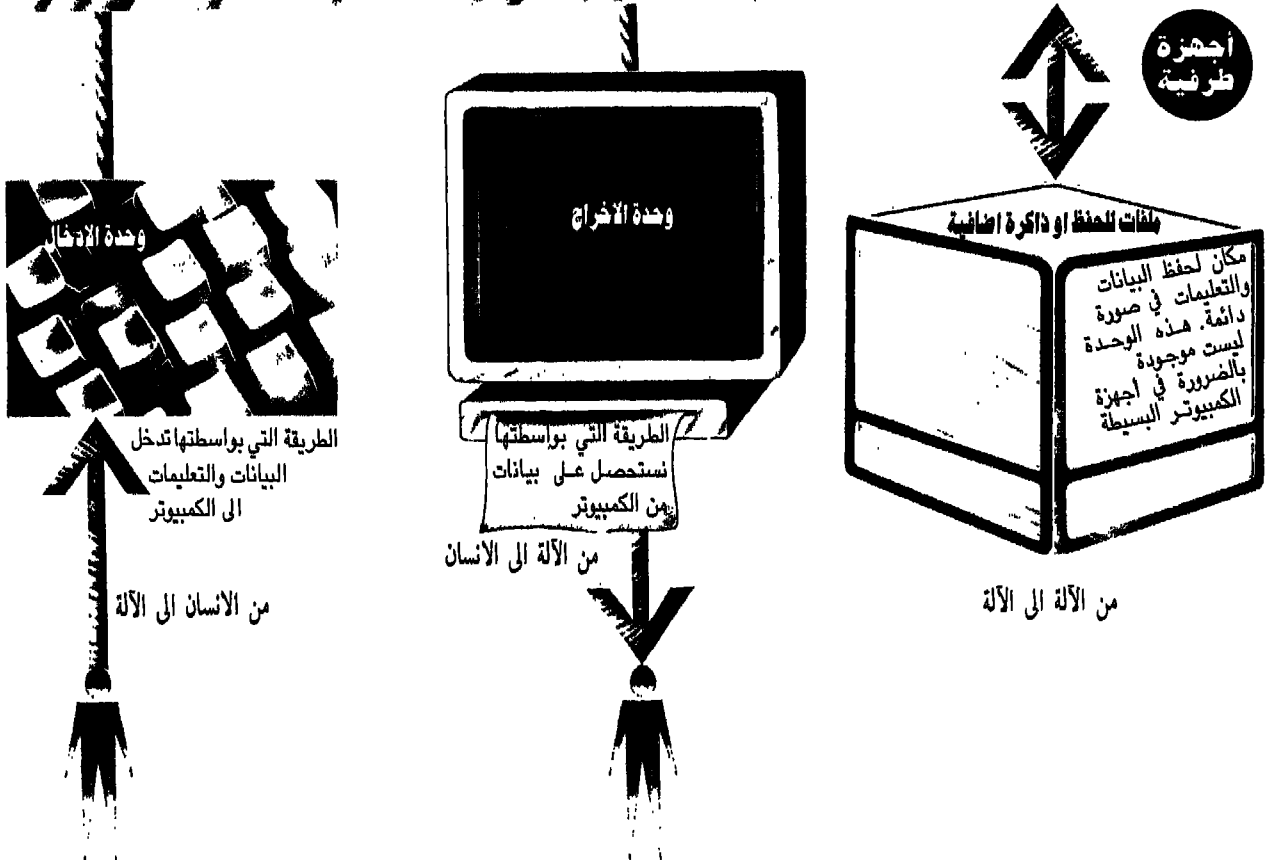 أجهزة
طرفية
ملفات للحفظ او ذاكرة اضافية
مكان لحفظ البيانات
والتعليمات في صورة
دائمة. هذه الوحدة
ليست موجودة
بالضرورة في أجهزة
الكمبيوتر البسيطة
من الآلة الى الآلة
وحدة الاخراج
الطريقة التي بواسطتها
نستحصل على بيانات
من الكمبيوتر
من الآلة الى الانسان
وحدة الادخال
الطريقة التي بواسطتها تدخل
البيانات والتعليمات
الى الكمبيوتر
من الانسان الى الآلة